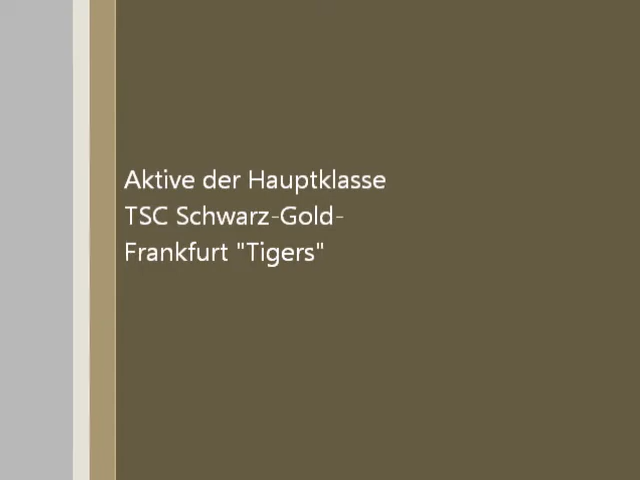 Aktive der Hauptklasse
TSC Schwarz-Gold-
Frankfurt "Tigers"